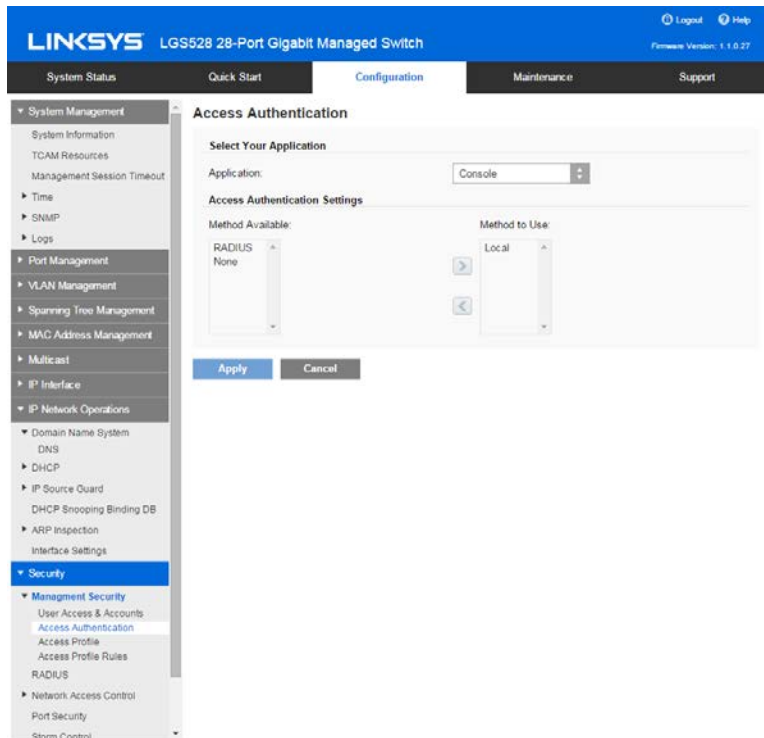 Logout Help
LINKSYS LGS528 28-Port Gigabit Managed Switch
Firmware Version: 1.1.0.27
System Status Quick Start Configuration Maintenance Support
System Management
System Information
TCAM Resources
Management Session Timeout
Time
SNMP
Logs
Port Management
VLAN Management
Spanning Tree Management
MAC Address Management
Multicast
IP Interface
IP Network Operations
Domain Name System
DNS
DHCP
IP Source Guard
DHCP Snooping Binding DB
ARP Inspection
Interface Settings
Security
Managment Security
User Access & Accounts
Access Authentication
Access Profile
Access Profile Rules
RADIUS
Network Access Control
Port Security
Storm Control
Access Authentication
Select Your Application
Application: Console
Access Authentication Settings
Method Available: Method to Use:
RADIUS Local
None
Apply Cancel